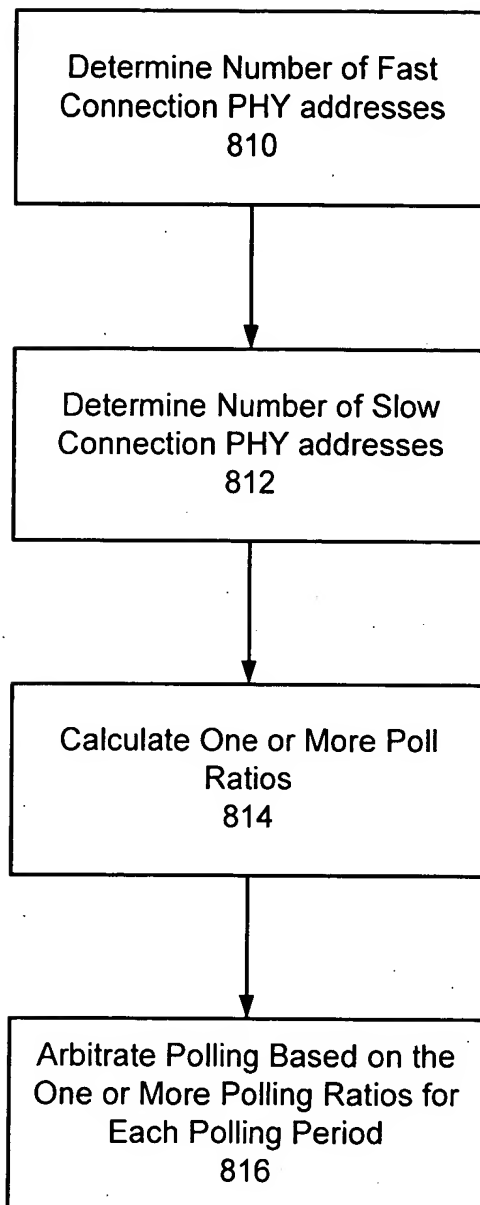 Determine Number of Fast
Connection PHY addresses
810
Determine Number of Slow
Connection PHY addresses
812
Calculate One or More Poll
Ratios
814
Arbitrate Polling Based on the
One or More Polling Ratios for
Each Polling Period
816